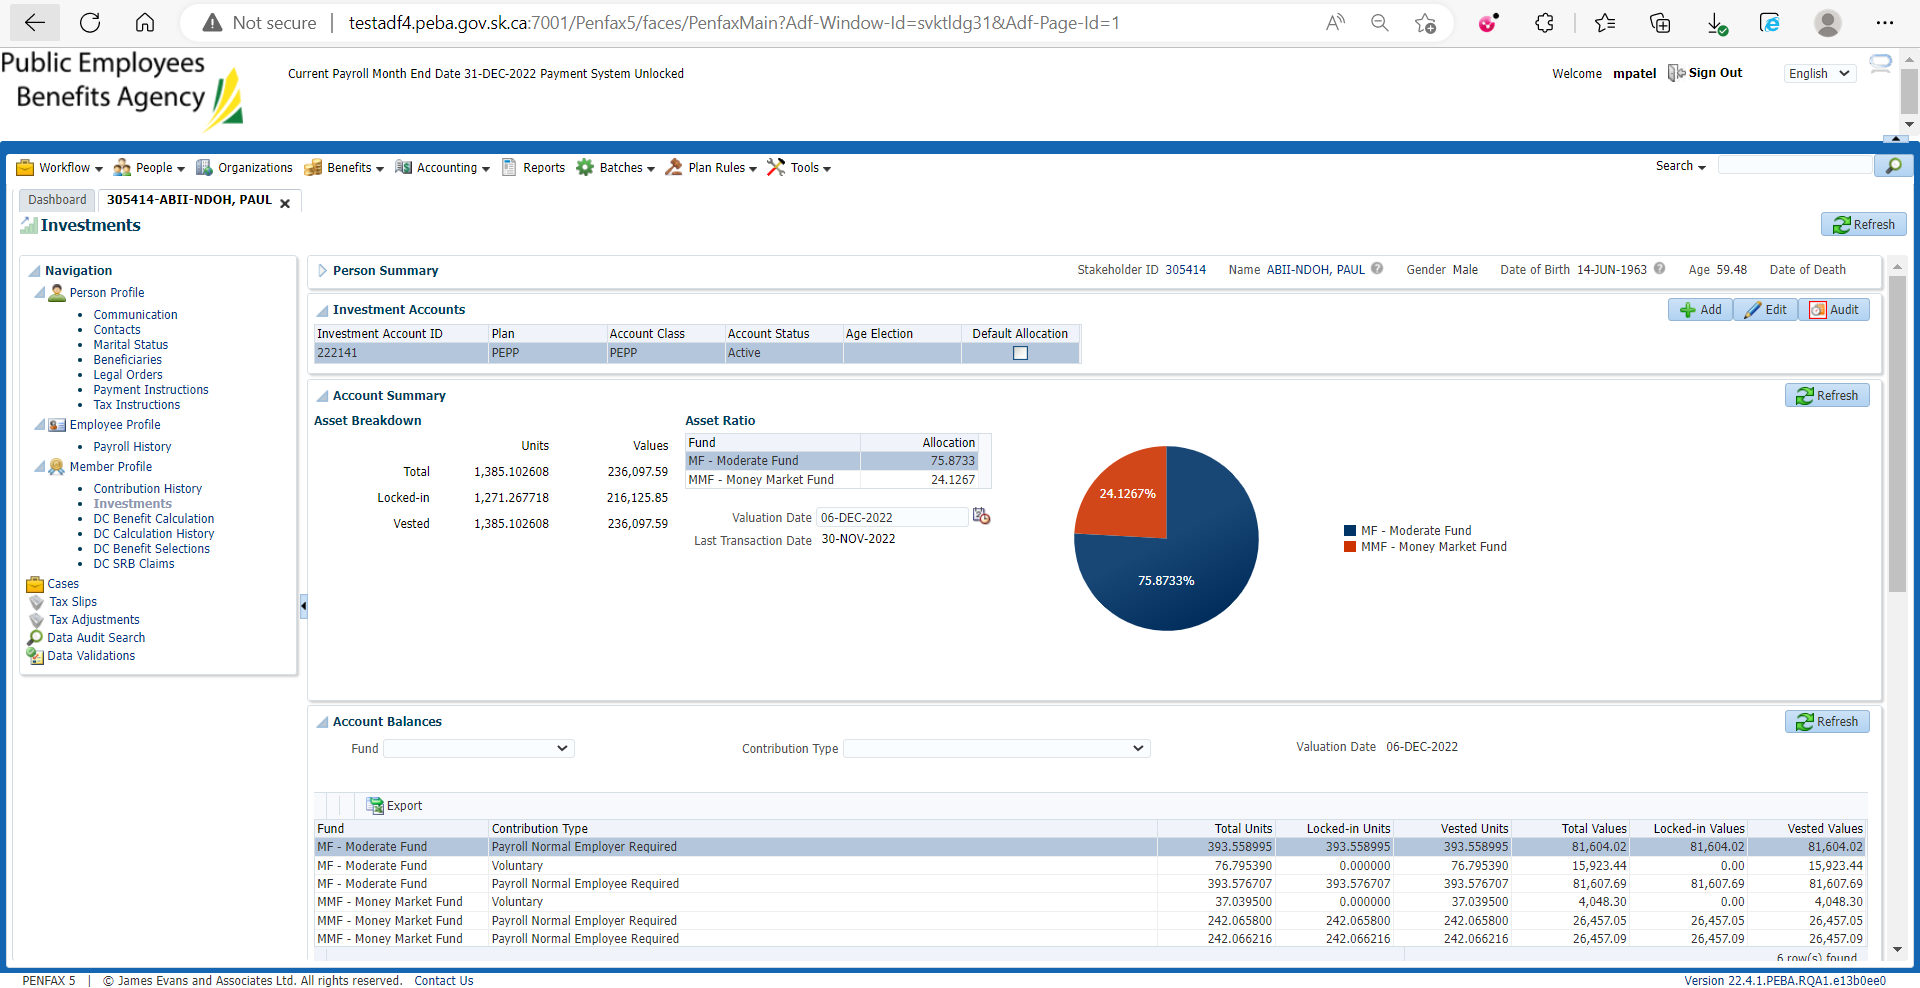 Not secure | testadf4.peba.gov.sk.ca:7001/Penfax5/faces/PenfaxMain?Adf-Window-Id=svktldg31&Adf-Page-Id=1
Public Employees
Benefits Agency
Current Payroll Month End Date 31-DEC-2022 Payment System Unlocked
Welcome mpatel Sign Out English
Workflow People Organizations Benefits Accounting Reports Batches Plan Rules Tools Search
Dashboard 305414-ABII-NDOH, PAUL
Investments Refresh
Navigation
Person Profile
Communication
Contacts
Marital Status
Beneficiaries
Legal Orders
Payment Instructions
Tax Instructions
Employee Profile
Payroll History
Member Profile
Contribution History
Investments
DC Benefit Calculation
DC Calculation History
DC Benefit Selections
DC SRB Claims
Cases
Tax Slips
Tax Adjustments
Data Audit Search
Data Validations
Person Summary Stakeholder ID 305414 Name ABII-NDOH, PAUL Gender Male Date of Birth 14-JUN-1963 Age 59.48 Date of Death
Investment Accounts Add Edit Audit
Investment Account ID Plan Account Class Account Status Age Election Default Allocation
222141 PEPP PEPP Active
Account Summary Refresh
Asset Breakdown
Units Values
Total 1,385.102608 236,097.59
Locked-in 1,271.267718 216,125.85
Vested 1,385.102608 236,097.59
Asset Ratio
Fund Allocation
MF - Moderate Fund 75.8733
MMF - Money Market Fund 24.1267
Valuation Date 06-DEC-2022
Last Transaction Date 30-NOV-2022
24.1267%
75.8733%
MF - Moderate Fund
MMF - Money Market Fund
Account Balances Refresh
Fund Contribution Type Valuation Date 06-DEC-2022
Export
Fund Contribution Type Total Units Locked-in Units Vested Units Total Values Locked-in Values Vested Values
MF - Moderate Fund Payroll Normal Employer Required 393.558995 393.558995 393.558995 81,604.02 81,604.02 81,604.02
MF - Moderate Fund Voluntary 76.795390 0.000000 76.795390 15,923.44 0.00 15,923.44
MF - Moderate Fund Payroll Normal Employee Required 393.576707 393.576707 393.576707 81,607.69 81,607.69 81,607.69
MMF - Money Market Fund Voluntary 37.039500 0.000000 37.039500 4,048.30 0.00 4,048.30
MMF - Money Market Fund Payroll Normal Employer Required 242.065800 242.065800 242.065800 26,457.05 26,457.05 26,457.05
MMF - Money Market Fund Payroll Normal Employee Required 242.066216 242.066216 242.066216 26,457.09 26,457.09 26,457.09
6 row(s) found
PENFAX 5 | © James Evans and Associates Ltd. All rights reserved. Contact Us Version 22.4.1.PEBA.RQA1.e13b0ee0